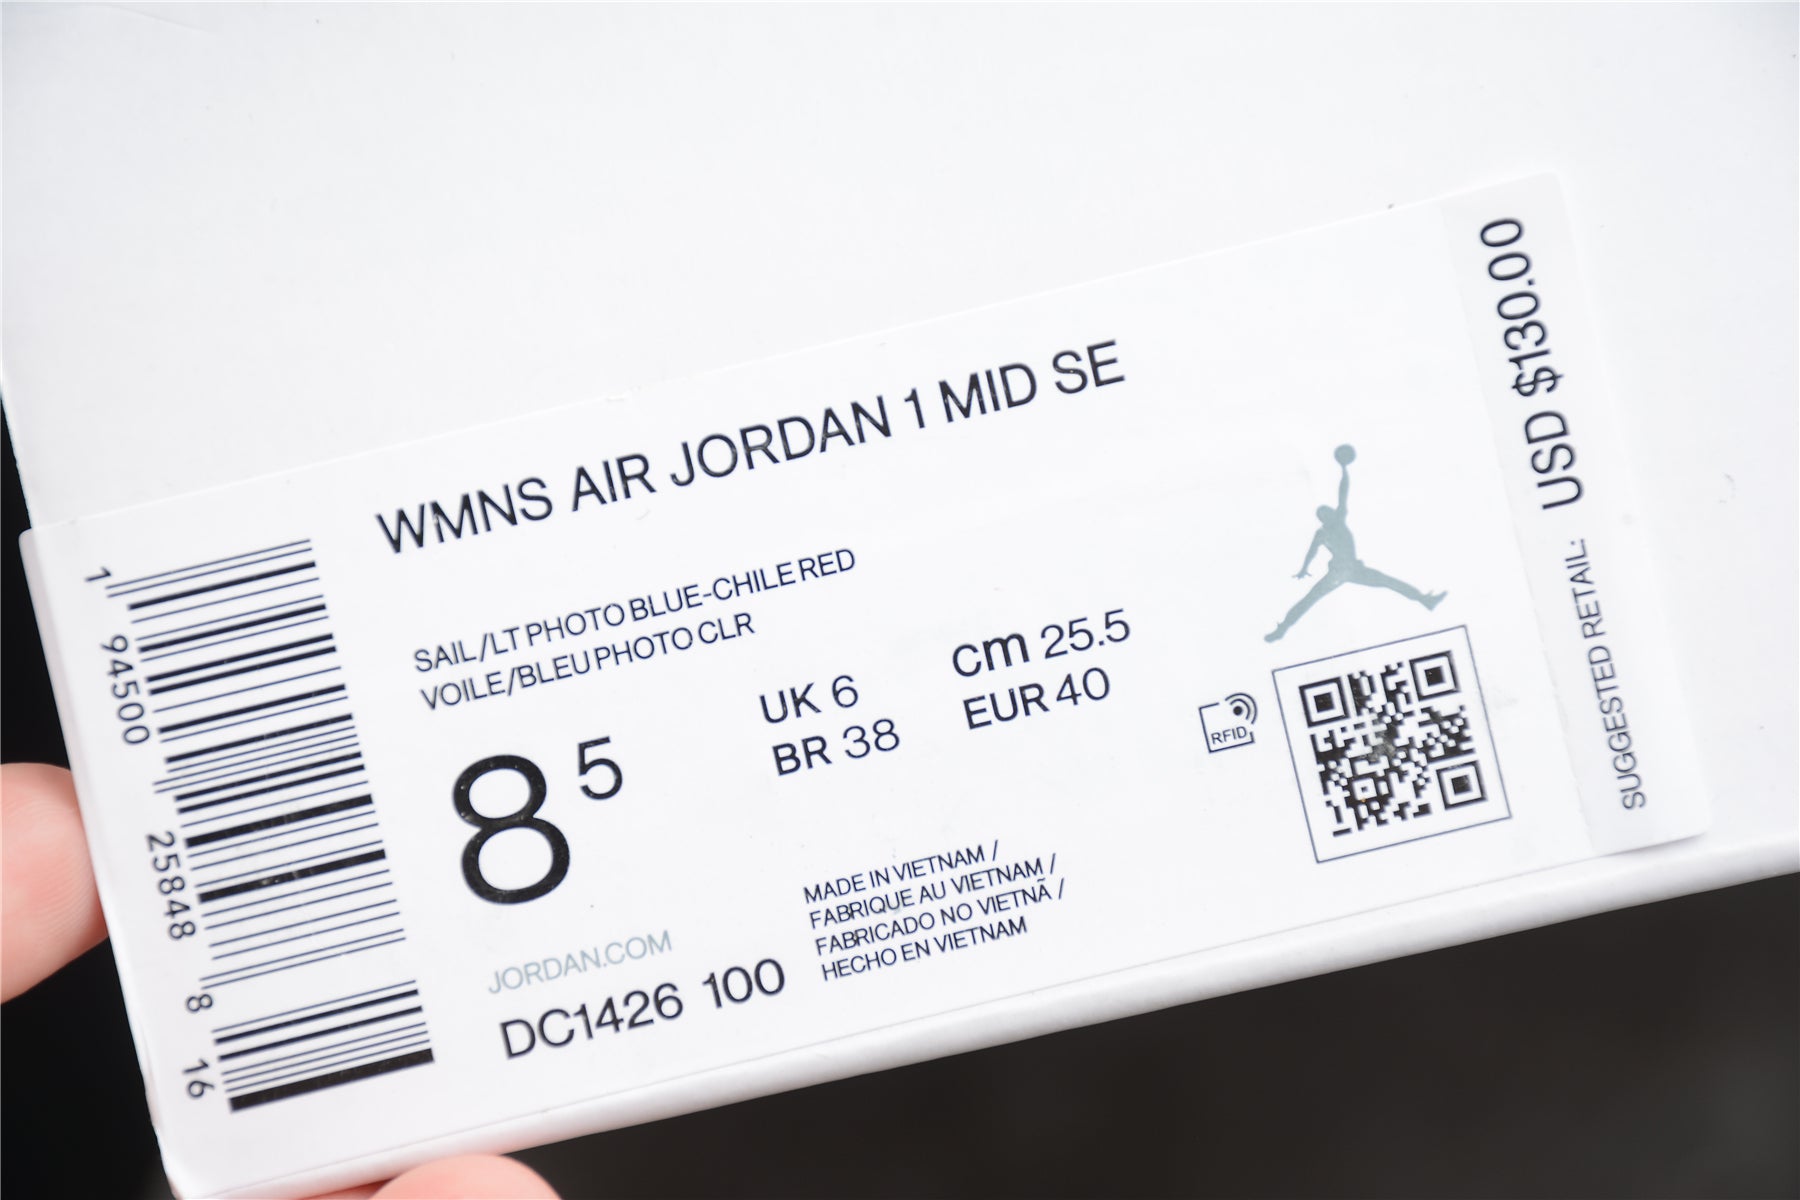 WMNS AIR JORDAN 1 MID SE
SAIL/LT PHOTO BLUE-CHILE RED
VOILE/BLEU PHOTO CLR
8 5
UK 6
BR 38
cm 25.5
EUR 40
RFID
MADE IN VIETNAM /
FABRIQUE AU VIETNAM /
FABRICADO NO VIETNÃ /
HECHO EN VIETNAM
JORDAN.COM
DC1426 100
1 94500 25848 8 16
SUGGESTED RETAIL: USD $130.00